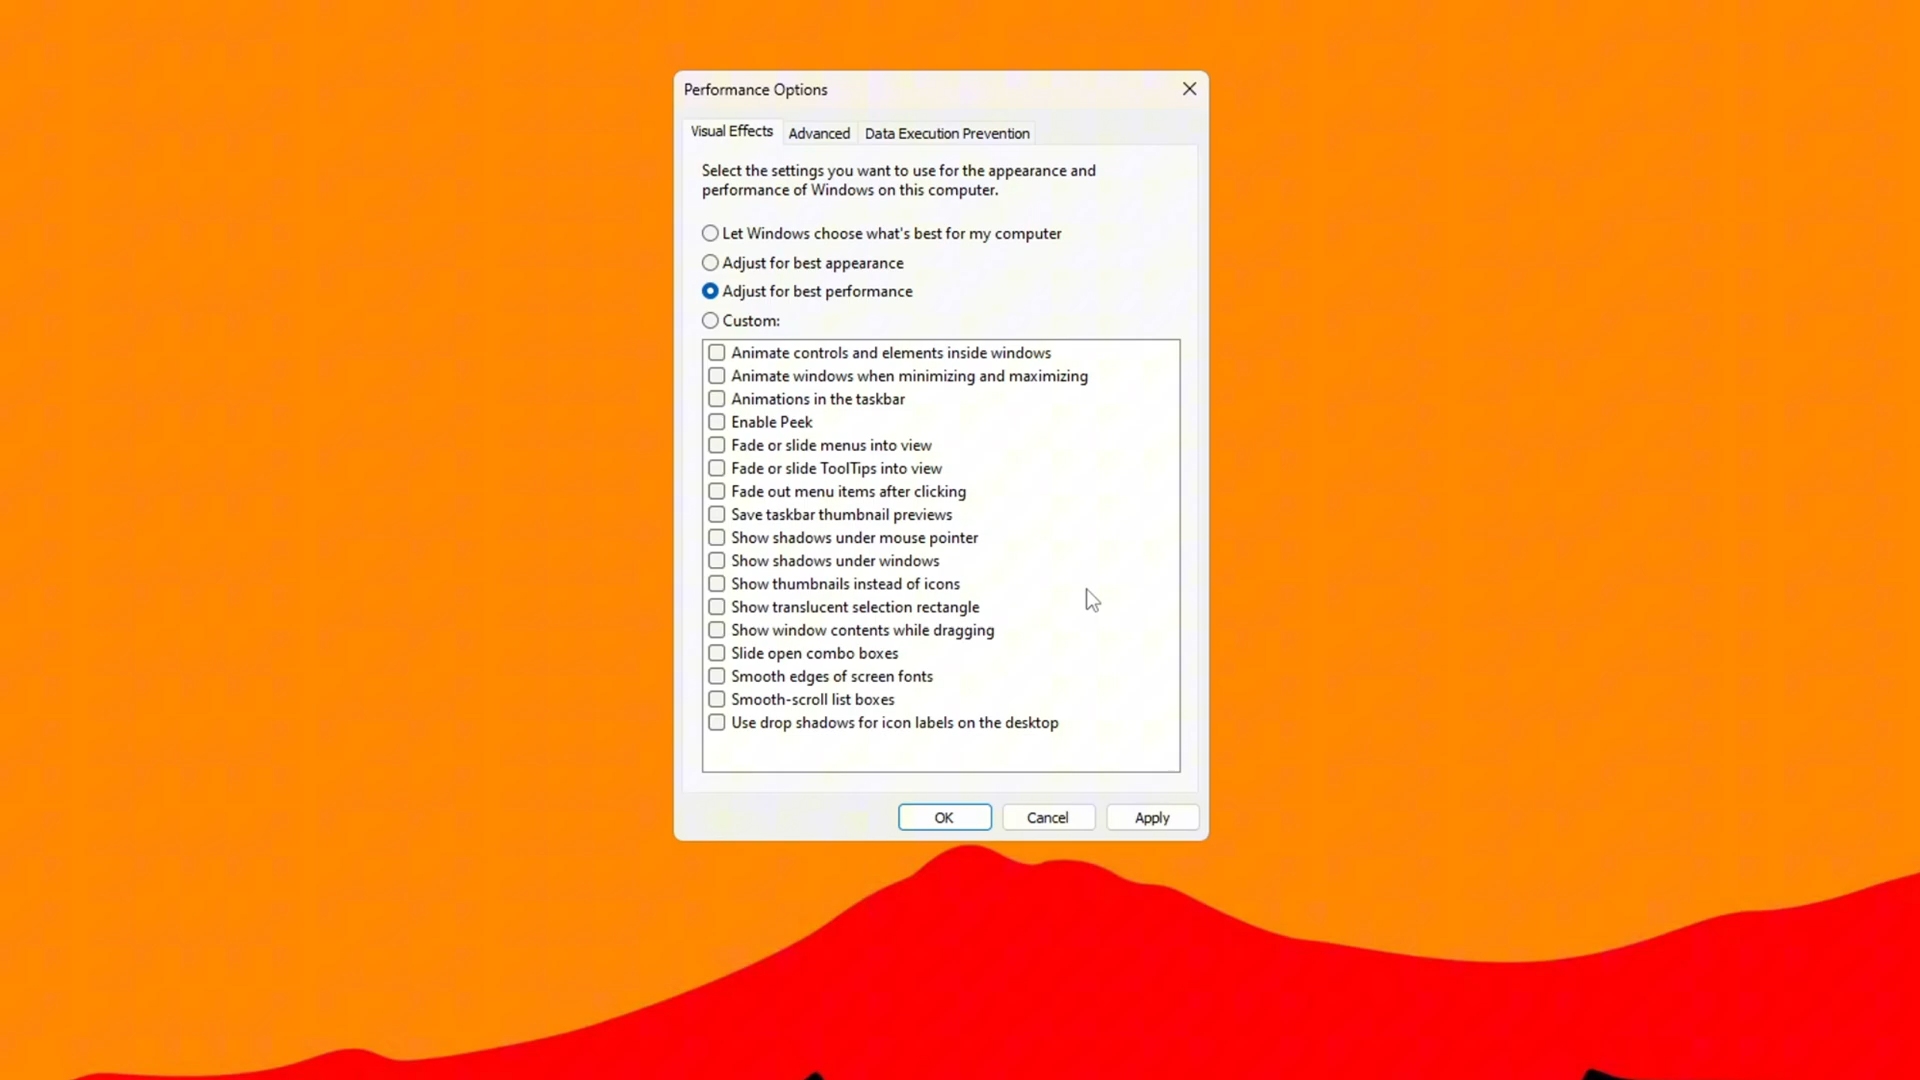 Performance Options
Visual Effects
Advanced
Data Execution Prevention
Select the settings you want to use for the appearance and
performance of Windows on this computer.
Let Windows choose what's best for my computer
Adjust for best appearance
Adjust for best performance
Custom:
Animate controls and elements inside windows
Animate windows when minimizing and maximizing
Animations in the taskbar
Enable Peek
Fade or slide menus into view
Fade or slide ToolTips into view
Fade out menu items after clicking
Save taskbar thumbnail previews
Show shadows under mouse pointer
Show shadows under windows
Show thumbnails instead of icons
Show translucent selection rectangle
Show window contents while dragging
Slide open combo boxes
Smooth edges of screen fonts
Smooth-scroll list boxes
Use drop shadows for icon labels on the desktop
OK
Cancel
Apply